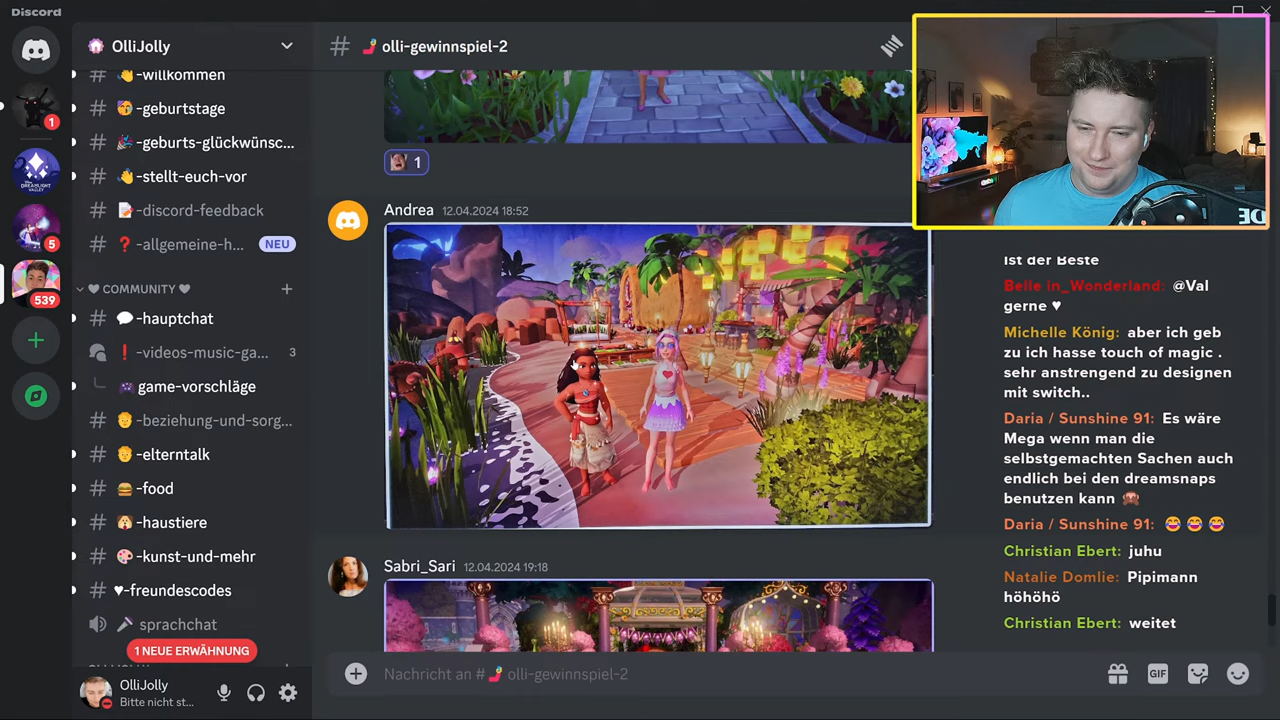 Discord
OlliJolly
-willkommen
-geburtstage
-geburts-glückwünsc...
-stellt-euch-vor
-discord-feedback
-allgemeine-h...
NEU
1
5
539
COMMUNITY
-hauptchat
-videos-music-ga...
3
game-vorschläge
-beziehung-und-sorg...
-elterntalk
-food
-haustiere
-kunst-und-mehr
-freundescodes
sprachchat
1 NEUE ERWÄHNUNG
OlliJolly
Bitte nicht st...
olli-gewinnspiel-2
1
Andrea 12.04.2024 18:52
Sabri_Sari 12.04.2024 19:18
Nachricht an # olli-gewinnspiel-2
GIF
ist der Beste
Belle in_Wonderland: @Val
gerne ♥
Michelle König: aber ich geb
zu ich hasse touch of magic .
sehr anstrengend zu designen
mit switch..
Daria / Sunshine 91: Es wäre
Mega wenn man die
selbstgemachten Sachen auch
endlich bei den dreamsnaps
benutzen kann 🙈
Daria / Sunshine 91: 😂 😂 😂
Christian Ebert: juhu
Natalie Domlie: Pipimann
höhöhö
Christian Ebert: weitet